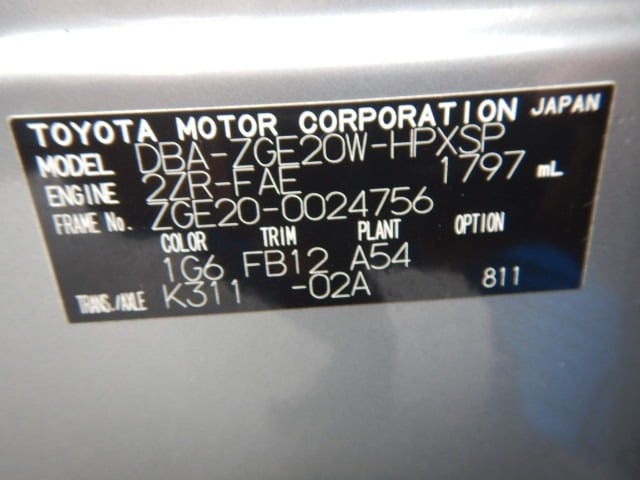 TOYOTA MOTOR CORPORATION JAPAN
MODEL DBA-ZGE20W-HPXSP
ENGINE 2ZR-FAE 1797 mL
FRAME No. ZGE20-0024756
COLOR TRIM PLANT OPTION
1G6 FB12 A54
TRANS./AXLE K311 -02A 811